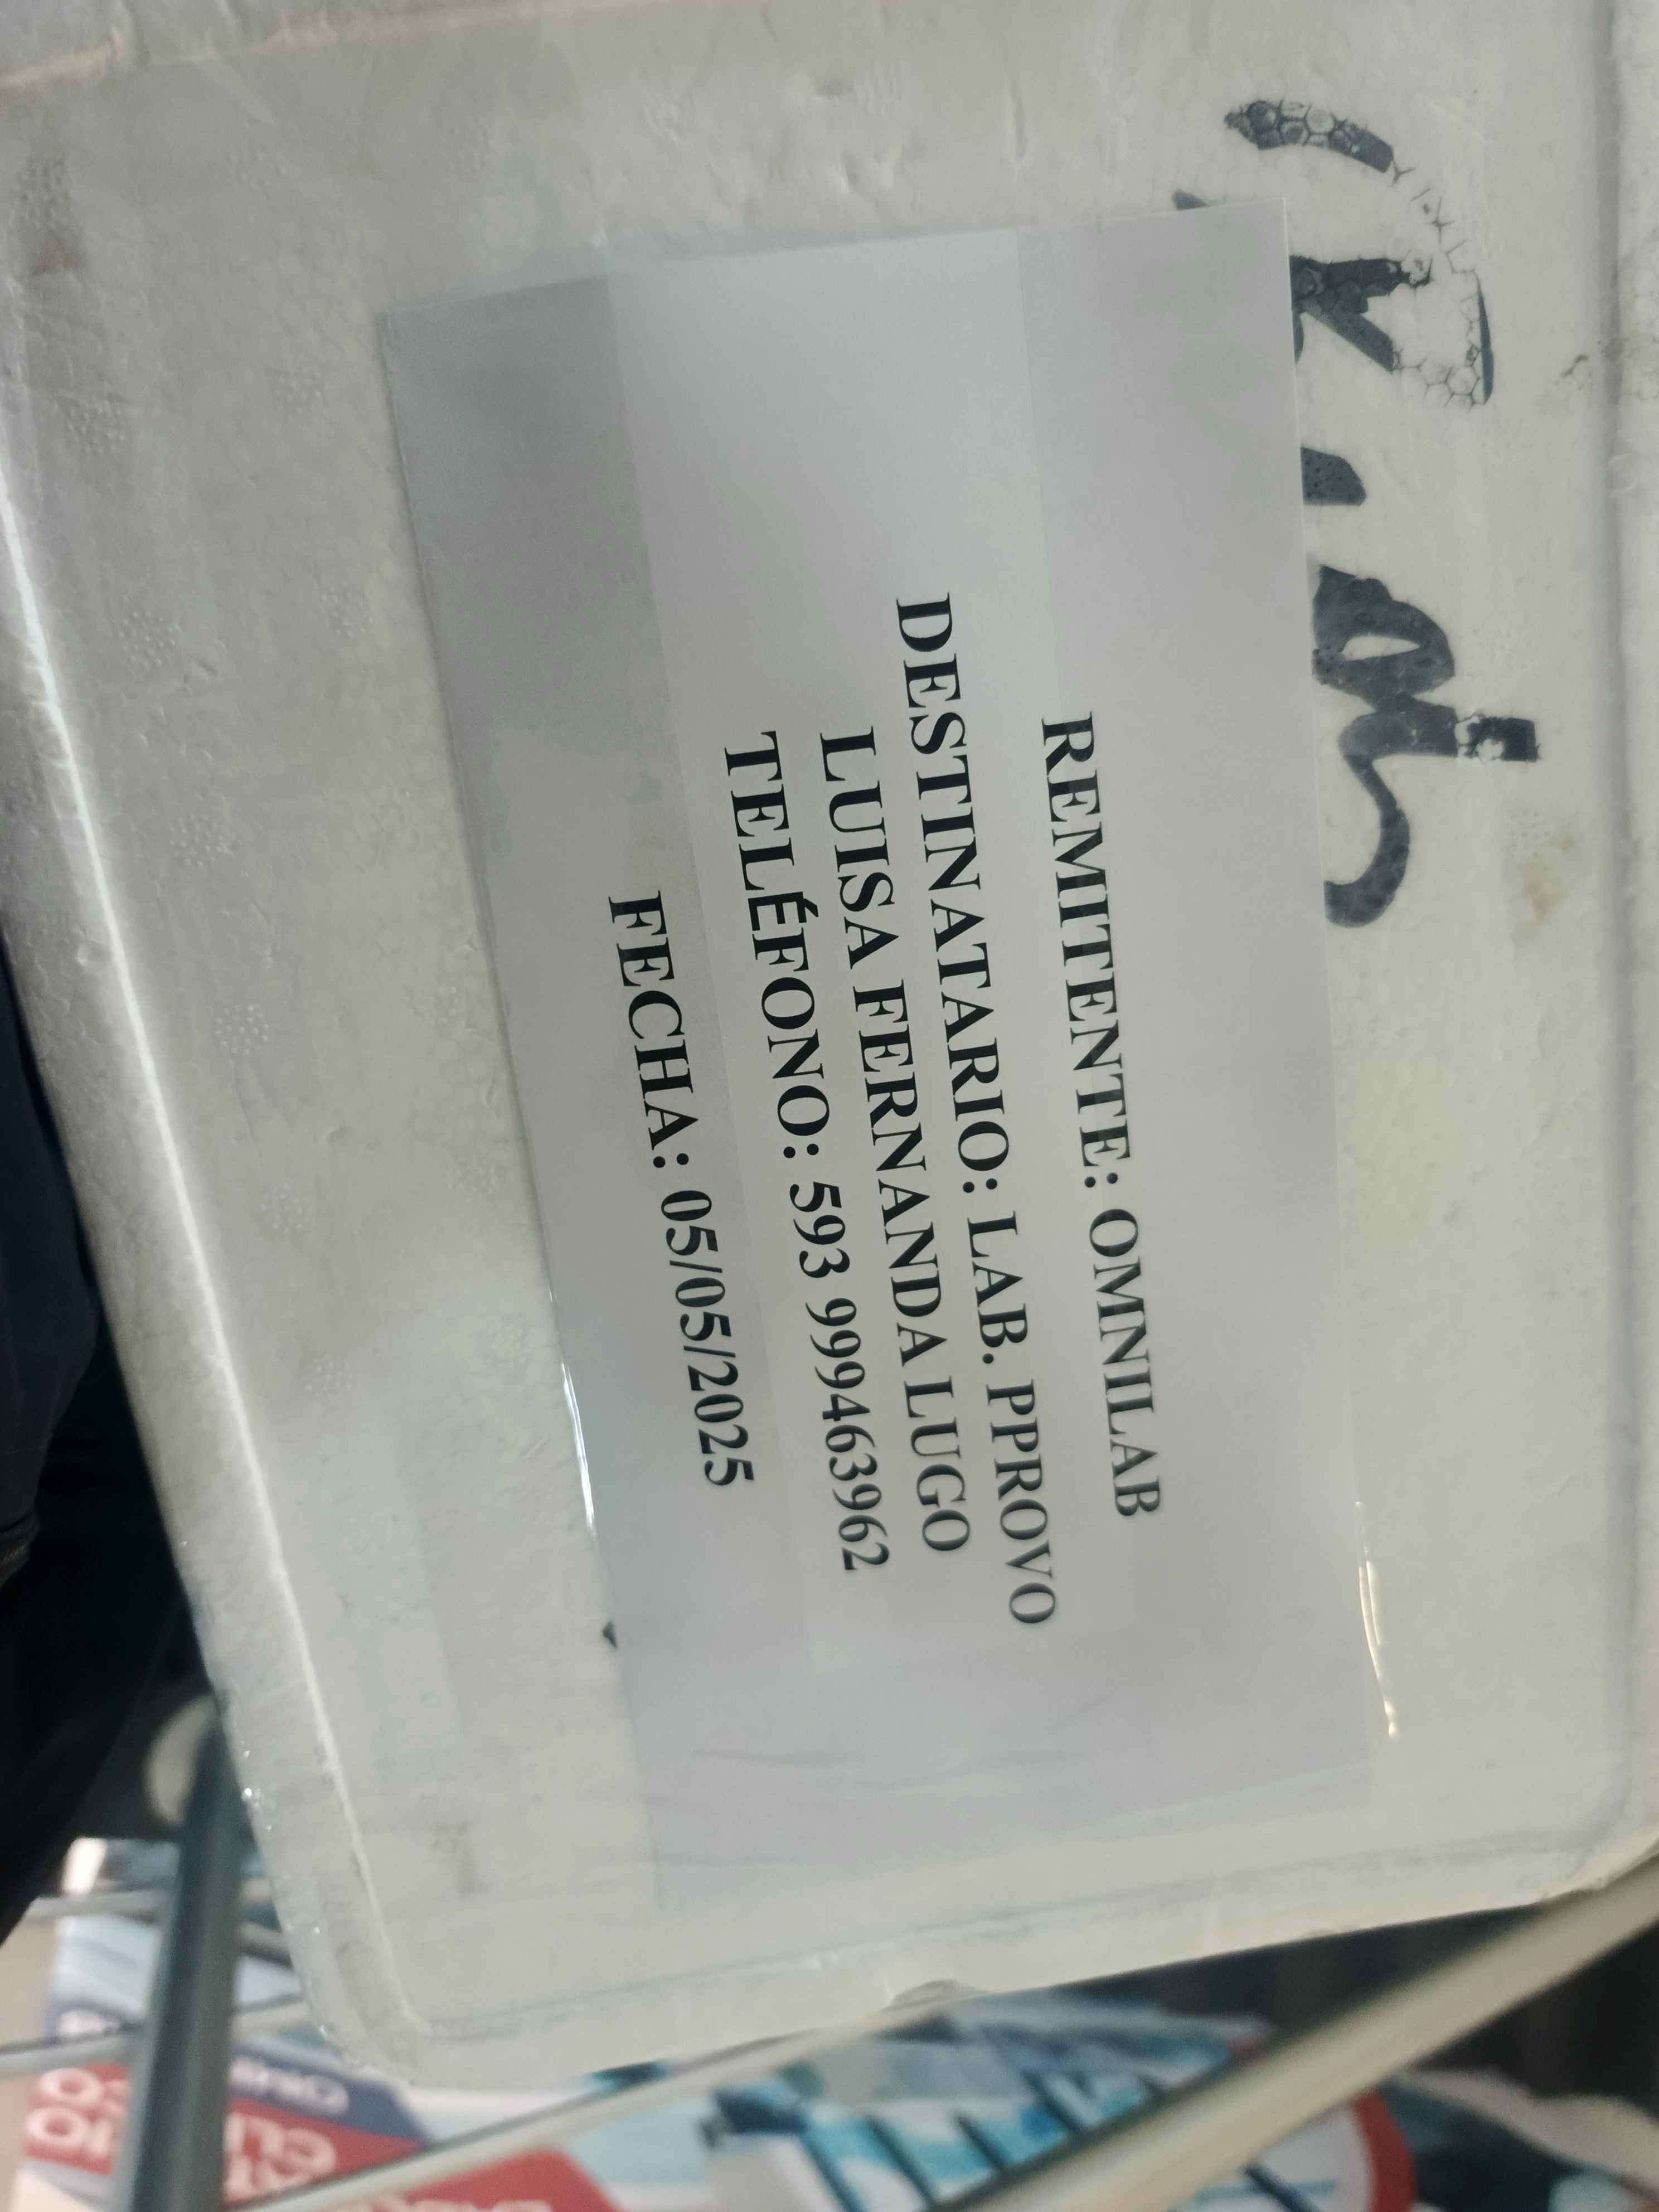 REMITENTE: OMNILAB
DESTINATARIO: LAB. PPROVO
LUISA FERNANDA LUGO
TELÉFONO: 593 999463962
FECHA: 05/05/2025